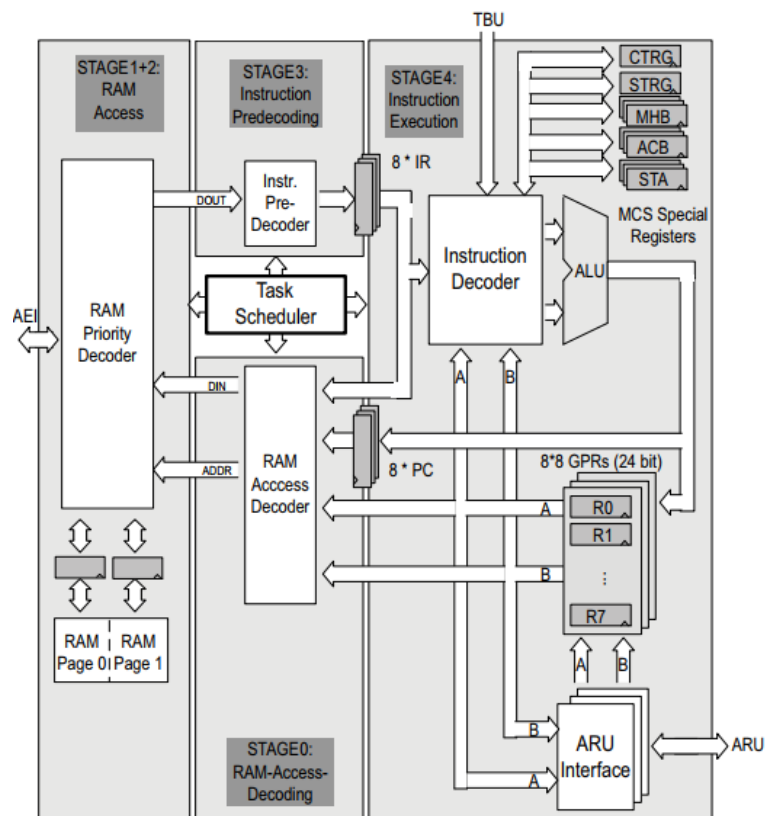 TBU
STAGE1+2:
RAM
Access
STAGE3:
Instruction
Predecoding
STAGE4:
Instruction
Execution
CTRG
STRG
MHB
ACB
STA
MCS Special
Registers
8 * IR
DOUT
Instr.
Pre-
Decoder
Instruction
Decoder
ALU
Task
Scheduler
AEI
RAM
Priority
Decoder
DIN
ADDR
RAM
Acccess
Decoder
8 * PC
A
B
8*8 GPRs (24 bit)
R0
R1
⋮
R7
A
B
A
B
RAM
Page 0
RAM
Page 1
B
A
ARU
Interface
ARU
STAGE0:
RAM-Access-
Decoding